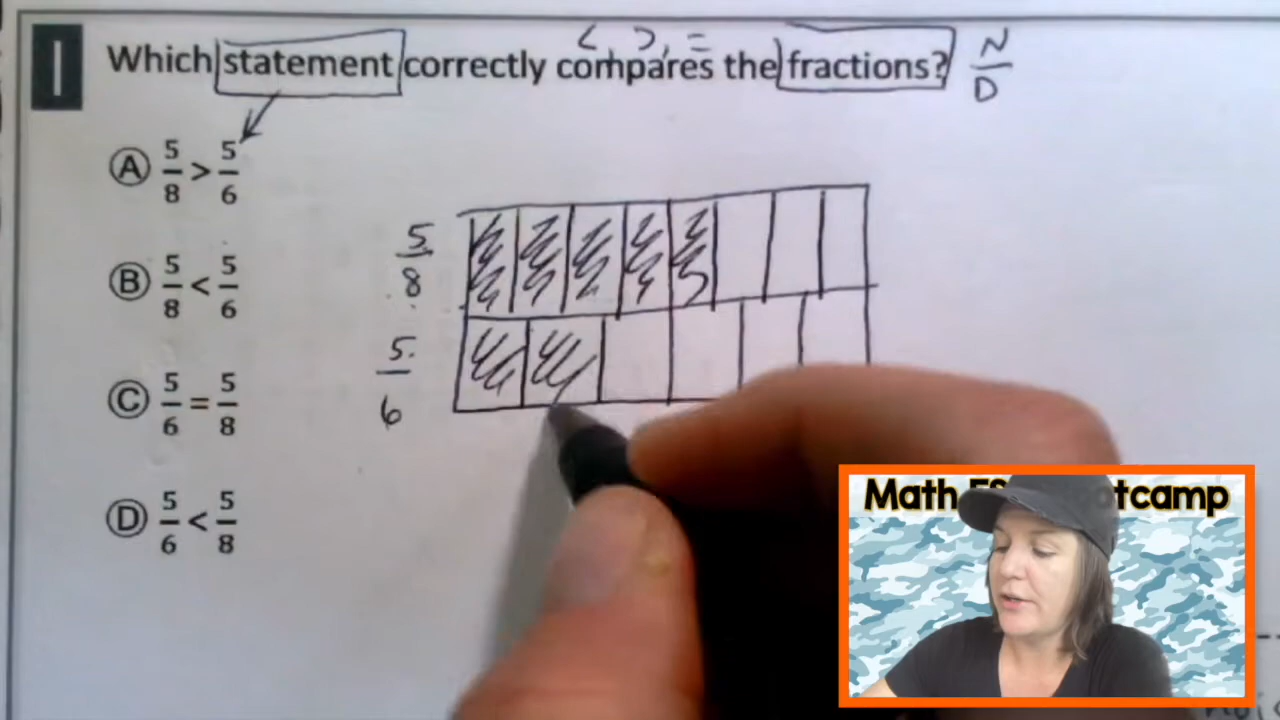 < , > , =
1 Which statement correctly compares the fractions? N/D
A 5/8 > 5/6
B 5/8 < 5/6
C 5/6 = 5/8
D 5/6 < 5/8
5/8
5/6
Math tcamp